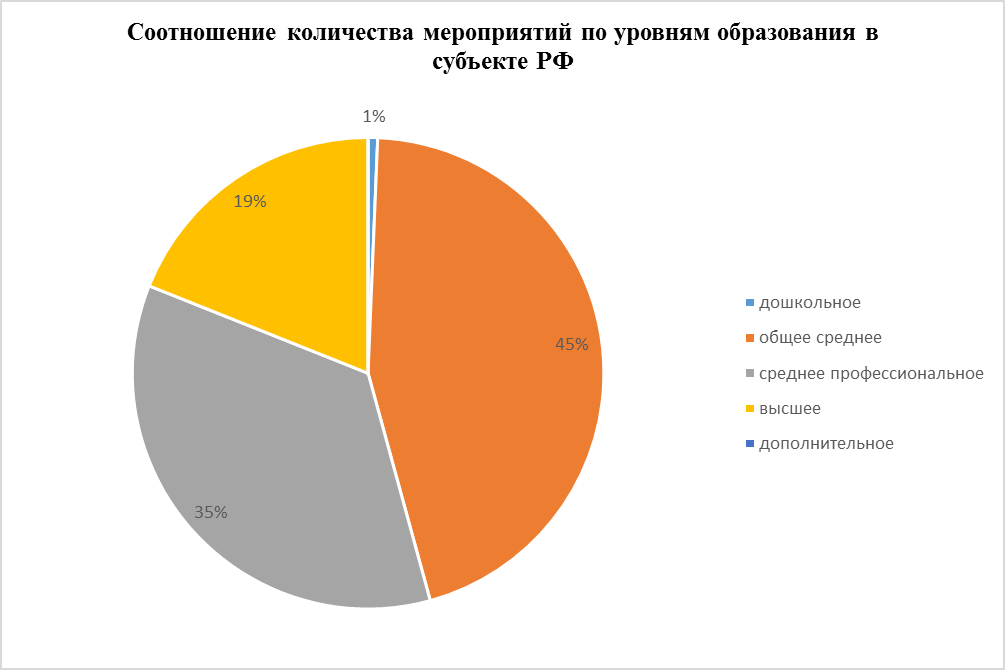 Соотношение количества мероприятий по уровням образования в
субъекте РФ
1%
19%
45%
35%
дошкольное
общее среднее
среднее профессиональное
высшее
дополнительное